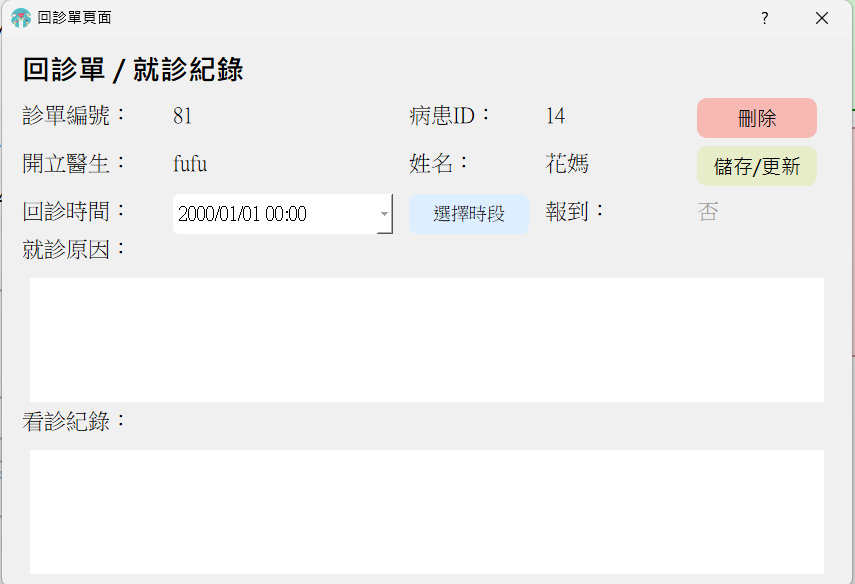 回診單頁面
回診單 / 就診紀錄
診單編號： 81 病患ID： 14 刪除
開立醫生： fufu 姓名： 花媽 儲存/更新
回診時間： 2000/01/01 00:00 選擇時段 報到： 否
就診原因：
看診紀錄：